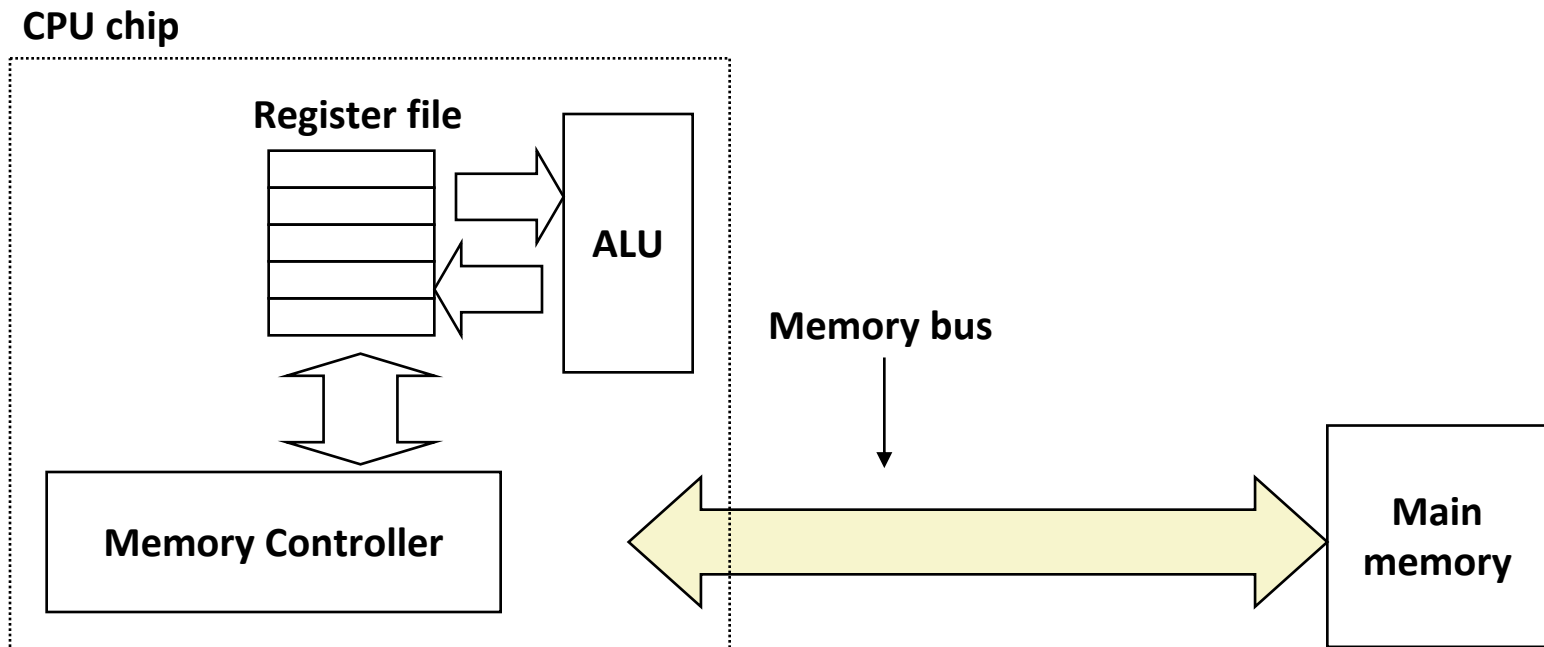 CPU chip
Register file
ALU
Memory bus
Memory Controller
Main
memory